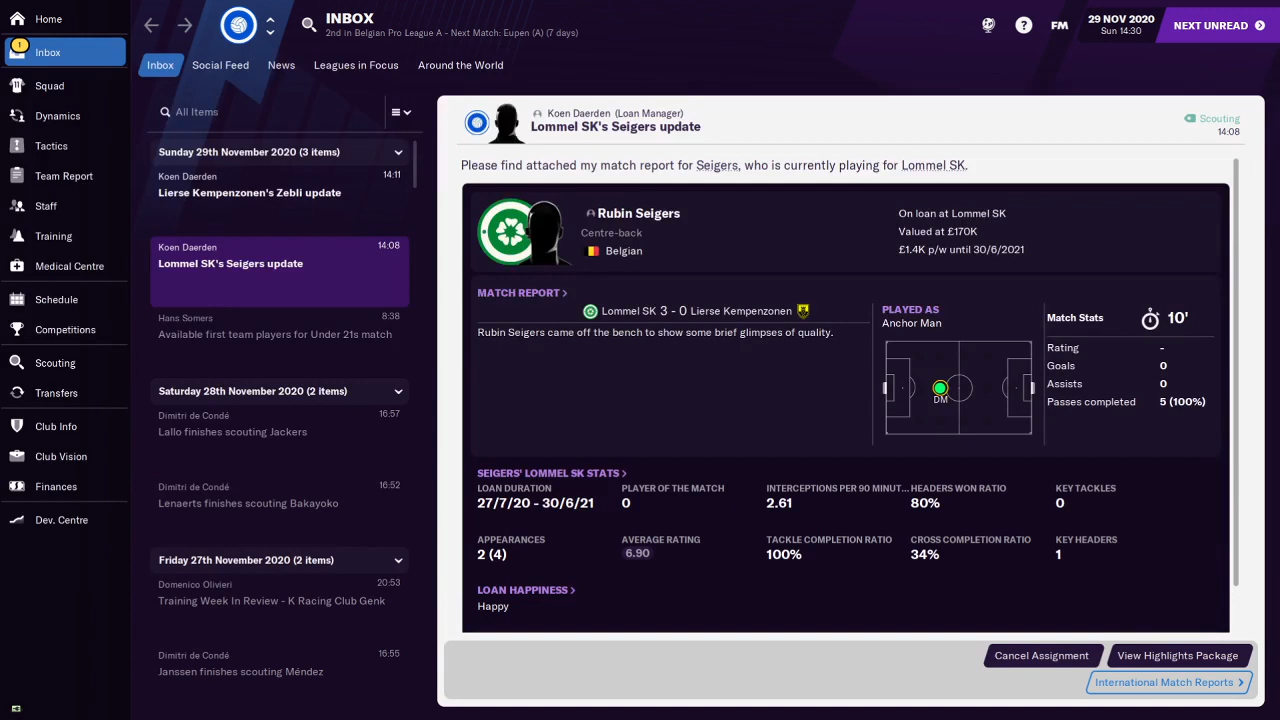 Home
1
Inbox
Squad
Dynamics
Tactics
Team Report
Staff
Training
Medical Centre
Schedule
Competitions
Scouting
Transfers
Club Info
Club Vision
Finances
Dev. Centre
INBOX
2nd in Belgian Pro League A - Next Match: Eupen (A) (7 days)
?
FM
29 NOV 2020
Sun 14:30
NEXT UNREAD
Inbox
Social Feed
News
Leagues in Focus
Around the World
All Items
Sunday 29th November 2020 (3 items)
Koen Daerden 14:11
Lierse Kempenzonen's Zebli update
Koen Daerden 14:08
Lommel SK's Seigers update
Hans Somers 8:38
Available first team players for Under 21s match
Saturday 28th November 2020 (2 items)
Dimitri de Condé 16:57
Lallo finishes scouting Jackers
Dimitri de Condé 16:52
Lenaerts finishes scouting Bakayoko
Friday 27th November 2020 (2 items)
Domenico Olivieri 20:53
Training Week In Review - K Racing Club Genk
Dimitri de Condé 16:55
Janssen finishes scouting Méndez
Koen Daerden (Loan Manager)
Lommel SK's Seigers update
Scouting
14:08
Please find attached my match report for Seigers, who is currently playing for Lommel SK.
Rubin Seigers
Centre-back
Belgian
On loan at Lommel SK
Valued at £170K
£1.4K p/w until 30/6/2021
MATCH REPORT >
Lommel SK 3 - 0 Lierse Kempenzonen
Rubin Seigers came off the bench to show some brief glimpses of quality.
PLAYED AS
Anchor Man
DM
Match Stats 10'
Rating -
Goals 0
Assists 0
Passes completed 5 (100%)
SEIGERS' LOMMEL SK STATS >
LOAN DURATION
27/7/20 - 30/6/21
PLAYER OF THE MATCH
0
INTERCEPTIONS PER 90 MINUT...
2.61
HEADERS WON RATIO
80%
KEY TACKLES
0
APPEARANCES
2 (4)
AVERAGE RATING
6.90
TACKLE COMPLETION RATIO
100%
CROSS COMPLETION RATIO
34%
KEY HEADERS
1
LOAN HAPPINESS >
Happy
Cancel Assignment
View Highlights Package
International Match Reports >